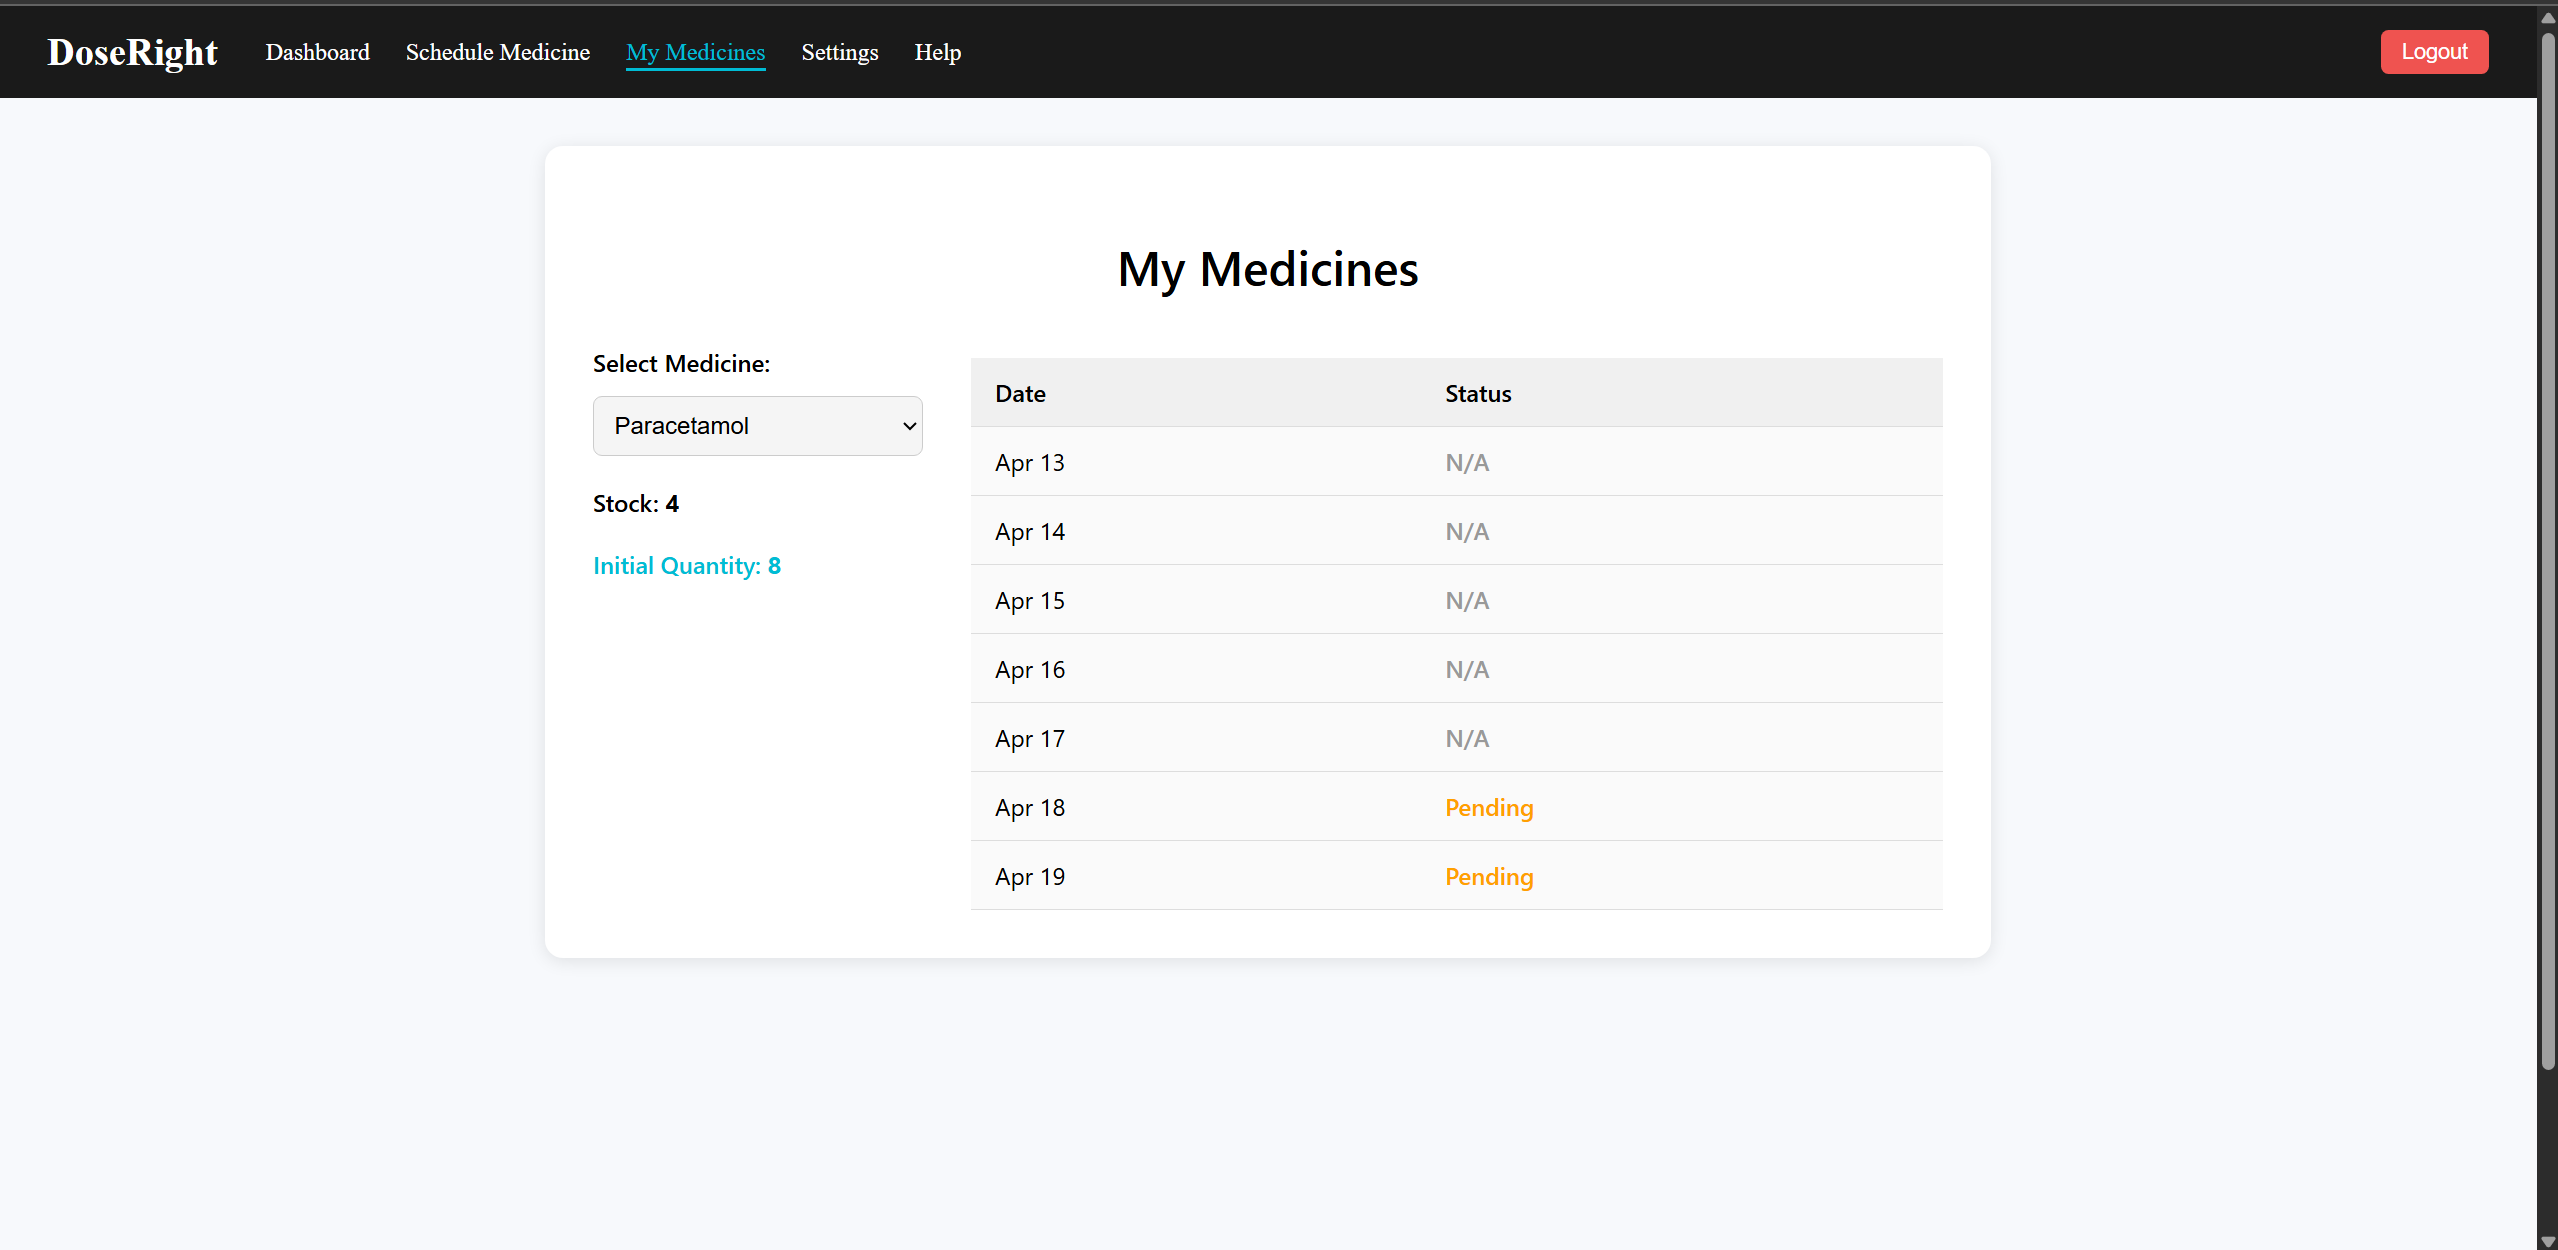 DoseRight Dashboard Schedule Medicine My Medicines Settings Help Logout
My Medicines
Select Medicine:
Paracetamol
Stock: 4
Initial Quantity: 8
Date Status
Apr 13 N/A
Apr 14 N/A
Apr 15 N/A
Apr 16 N/A
Apr 17 N/A
Apr 18 Pending
Apr 19 Pending